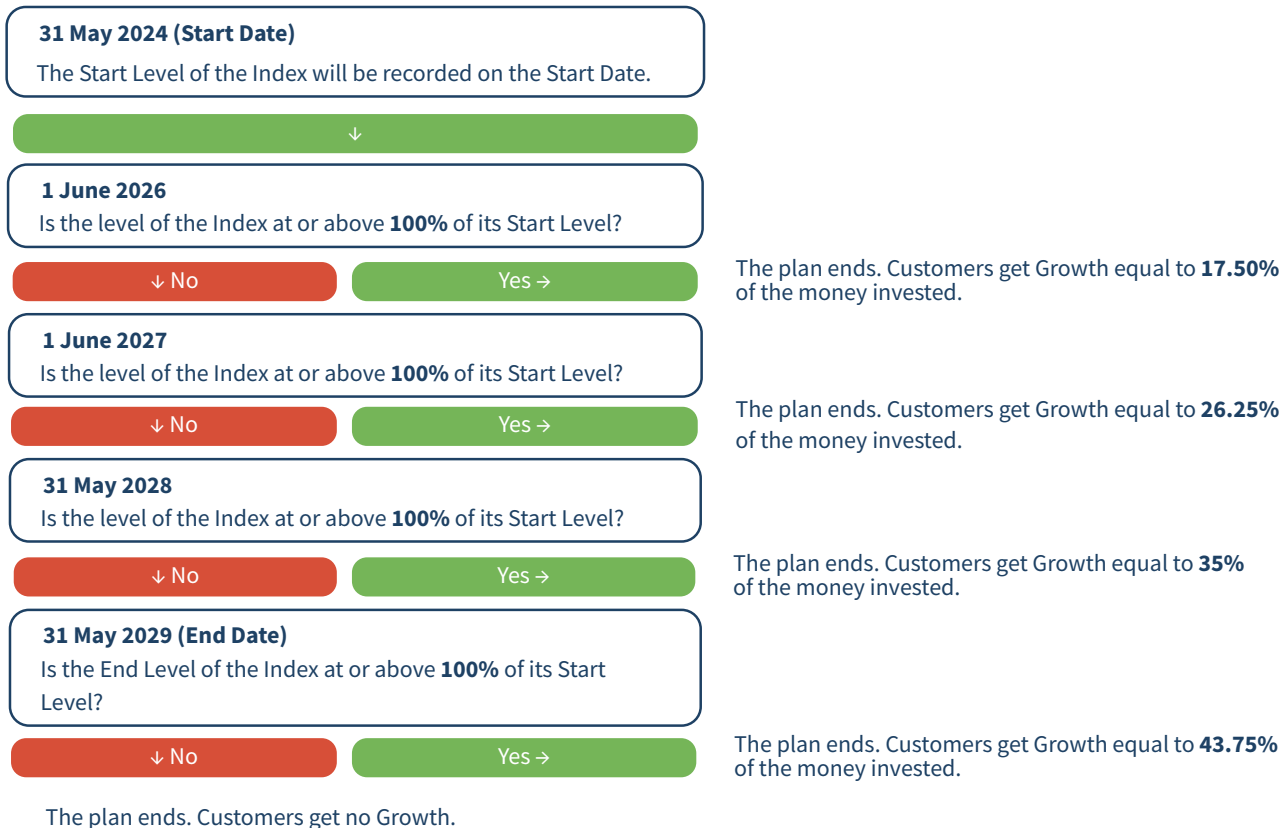 31 May 2024 (Start Date)
The Start Level of the Index will be recorded on the Start Date.
↓
1 June 2026
Is the level of the Index at or above 100% of its Start Level?
↓ No
Yes →
The plan ends. Customers get Growth equal to 17.50%
of the money invested.
1 June 2027
Is the level of the Index at or above 100% of its Start Level?
↓ No
Yes →
The plan ends. Customers get Growth equal to 26.25%
of the money invested.
31 May 2028
Is the level of the Index at or above 100% of its Start Level?
↓ No
Yes →
The plan ends. Customers get Growth equal to 35%
of the money invested.
31 May 2029 (End Date)
Is the End Level of the Index at or above 100% of its Start
Level?
↓ No
Yes →
The plan ends. Customers get Growth equal to 43.75%
of the money invested.
The plan ends. Customers get no Growth.